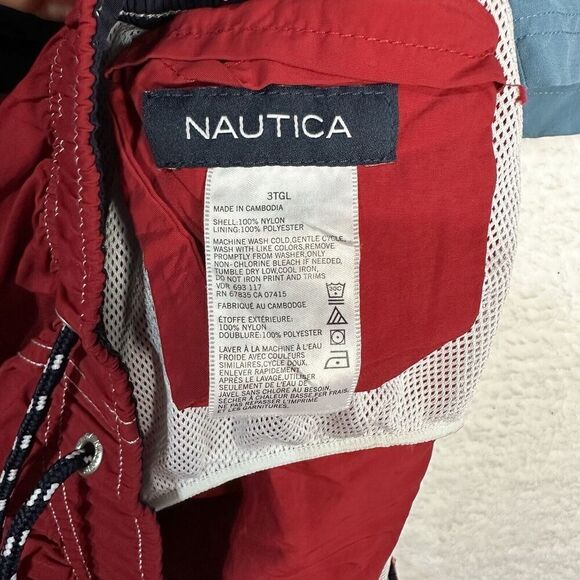 NAUTICA
3TGL
MADE IN CAMBODIA
SHELL:100% NYLON
LINING:100% POLYESTER
MACHINE WASH COLD,GENTLE CYCLE,
WASH WITH LIKE COLORS,REMOVE
PROMPTLY FROM WASHER,ONLY
NON-CHLORINE BLEACH IF NEEDED,
TUMBLE DRY LOW,COOL IRON,
DO NOT IRON PRINT AND TRIMS
VDR 693 117
RN 67835 CA 07415
FABRIQUÉ AU CAMBODGE
ÉTOFFE EXTÉRIEURE:
100% NYLON
DOUBLURE:100% POLYESTER
LAVER À LA MACHINE À L'EAU
FROIDE AVEC COULEURS
SIMILAIRES,CYCLE DOUX,
ENLEVER RAPIDEMENT
APRÈS LE LAVAGE,UTILISER
SEULEMENT DE L'EAU DE
JAVEL SANS CHLORE AU BESOIN,
SÉCHER À CHALEUR BASSE,FER FRAIS,
NE PAS REPASSER L'IMPRIMÉ
NI GARNITURES.